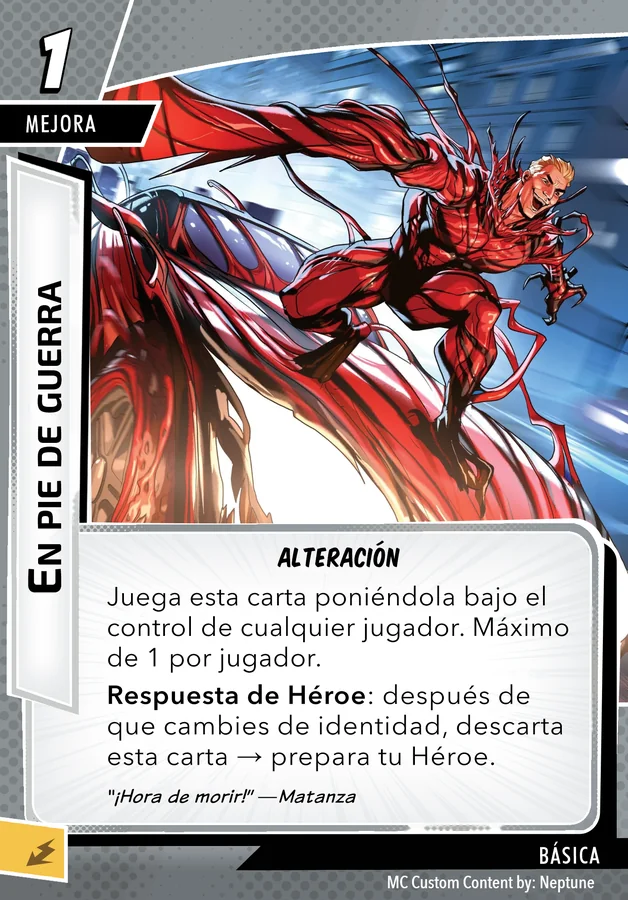 1
MEJORA
EN PIE DE GUERRA
ALTERACIÓN
Juega esta carta poniéndola bajo el
control de cualquier jugador. Máximo
de 1 por jugador.
Respuesta de Héroe: después de
que cambies de identidad, descarta
esta carta → prepara tu Héroe.
"¡Hora de morir!" —Matanza
BÁSICA
MC Custom Content by: Neptune